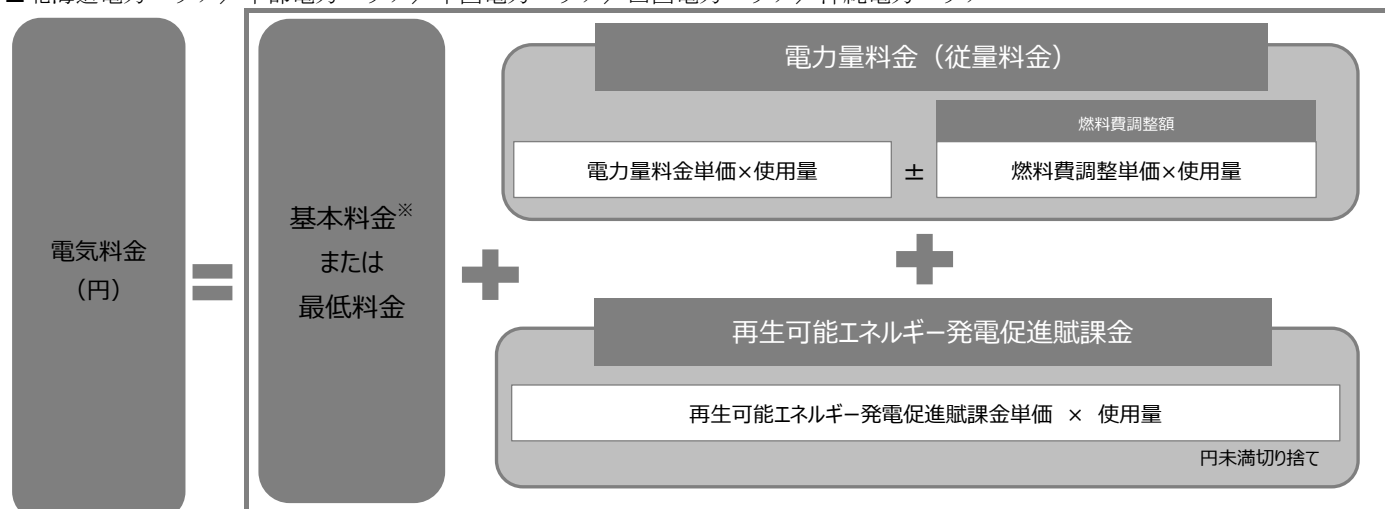 電気料金
（円）
基本料金※
または
最低料金
電力量料金（従量料金）
燃料費調整額
電力量料金単価×使用量
±
燃料費調整単価×使用量
再生可能エネルギー発電促進賦課金
再生可能エネルギー発電促進賦課金単価 × 使用量
円未満切り捨て